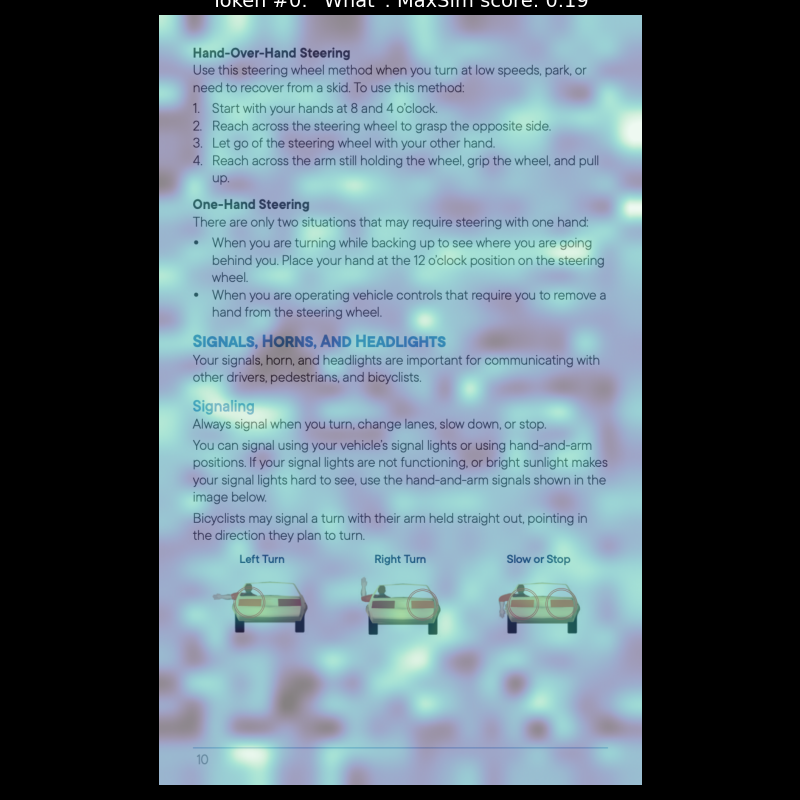 Token #0: "What". MaxSim score: 0.19
Hand-Over-Hand Steering
Use this steering wheel method when you turn at low speeds, park, or
need to recover from a skid. To use this method:
1. Start with your hands at 8 and 4 o'clock.
2. Reach across the steering wheel to grasp the opposite side.
3. Let go of the steering wheel with your other hand.
4. Reach across the arm still holding the wheel, grip the wheel, and pull
up.
One-Hand Steering
There are only two situations that may require steering with one hand:
• When you are turning while backing up to see where you are going
behind you. Place your hand at the 12 o'clock position on the steering
wheel.
• When you are operating vehicle controls that require you to remove a
hand from the steering wheel.
SIGNALS, HORNS, AND HEADLIGHTS
Your signals, horn, and headlights are important for communicating with
other drivers, pedestrians, and bicyclists.
Signaling
Always signal when you turn, change lanes, slow down, or stop.
You can signal using your vehicle's signal lights or using hand-and-arm
positions. If your signal lights are not functioning, or bright sunlight makes
your signal lights hard to see, use the hand-and-arm signals shown in the
image below.
Bicyclists may signal a turn with their arm held straight out, pointing in
the direction they plan to turn.
Left Turn Right Turn Slow or Stop
10